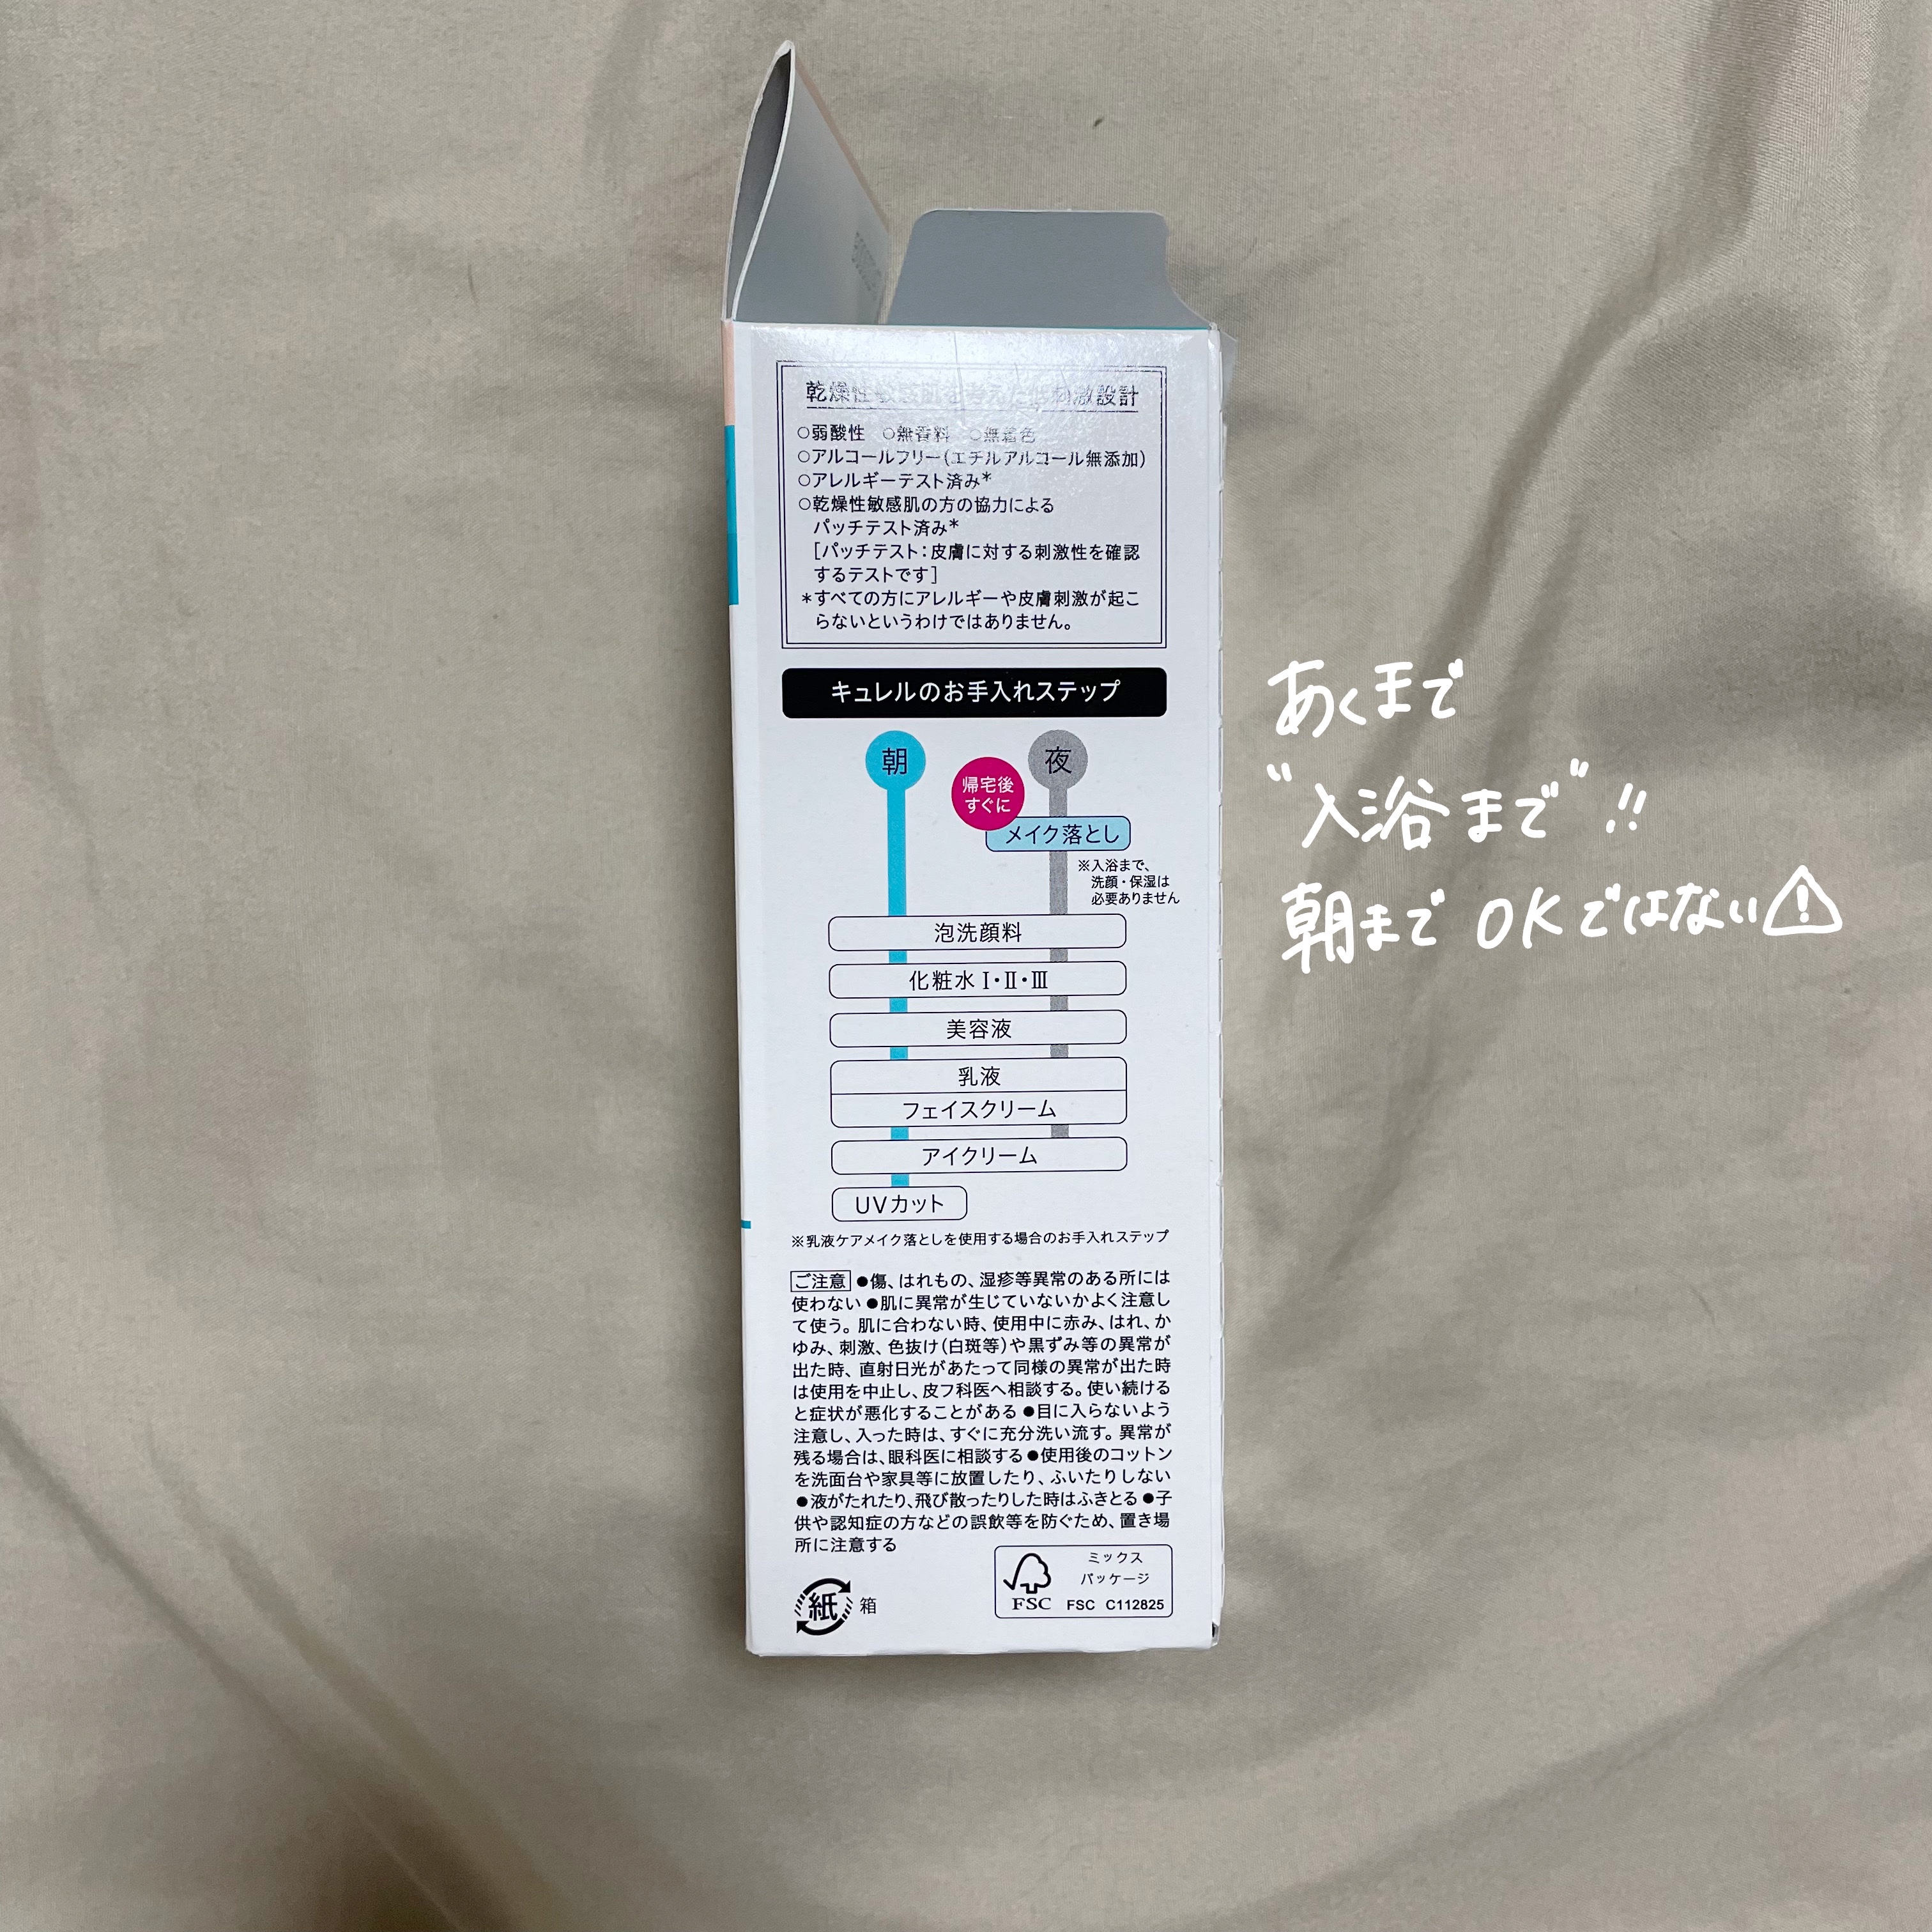 乾燥性敏感肌を考えた低刺激設計
○弱酸性 ○無香料 ○無着色
○アルコールフリー(エチルアルコール無添加)
○アレルギーテスト済み*
○乾燥性敏感肌の方の協力による
パッチテスト済み*
[パッチテスト:皮膚に対する刺激性を確認
するテストです]
*すべての方にアレルギーや皮膚刺激が起こ
らないというわけではありません。
キュレルのお手入れステップ
朝
夜
帰宅後
すぐに
メイク落とし
※入浴まで、
洗顔・保湿は
必要ありません
泡洗顔料
化粧水Ⅰ・Ⅱ・Ⅲ
美容液
乳液
フェイスクリーム
アイクリーム
UVカット
※乳液ケアメイク落としを使用する場合のお手入れステップ
ご注意 ●傷、はれもの、湿疹等異常のある所には
使わない ●肌に異常が生じていないかよく注意し
て使う。肌に合わない時、使用中に赤み、はれ、か
ゆみ、刺激、色抜け(白斑等)や黒ずみ等の異常が
出た時、直射日光があたって同様の異常が出た時
は使用を中止し、皮フ科医へ相談する。使い続ける
と症状が悪化することがある ●目に入らないよう
注意し、入った時は、すぐに充分洗い流す。異常が
残る場合は、眼科医に相談する ●使用後のコットン
を洗面台や家具等に放置したり、ふいたりしない
●液がたれたり、飛び散ったりした時はふきとる ●子
供や認知症の方などの誤飲等を防ぐため、置き場
所に注意する
紙 箱
FSC
ミックス
パッケージ
FSC C112825
あくまで
"入浴まで"!!
朝まで OKではない⚠